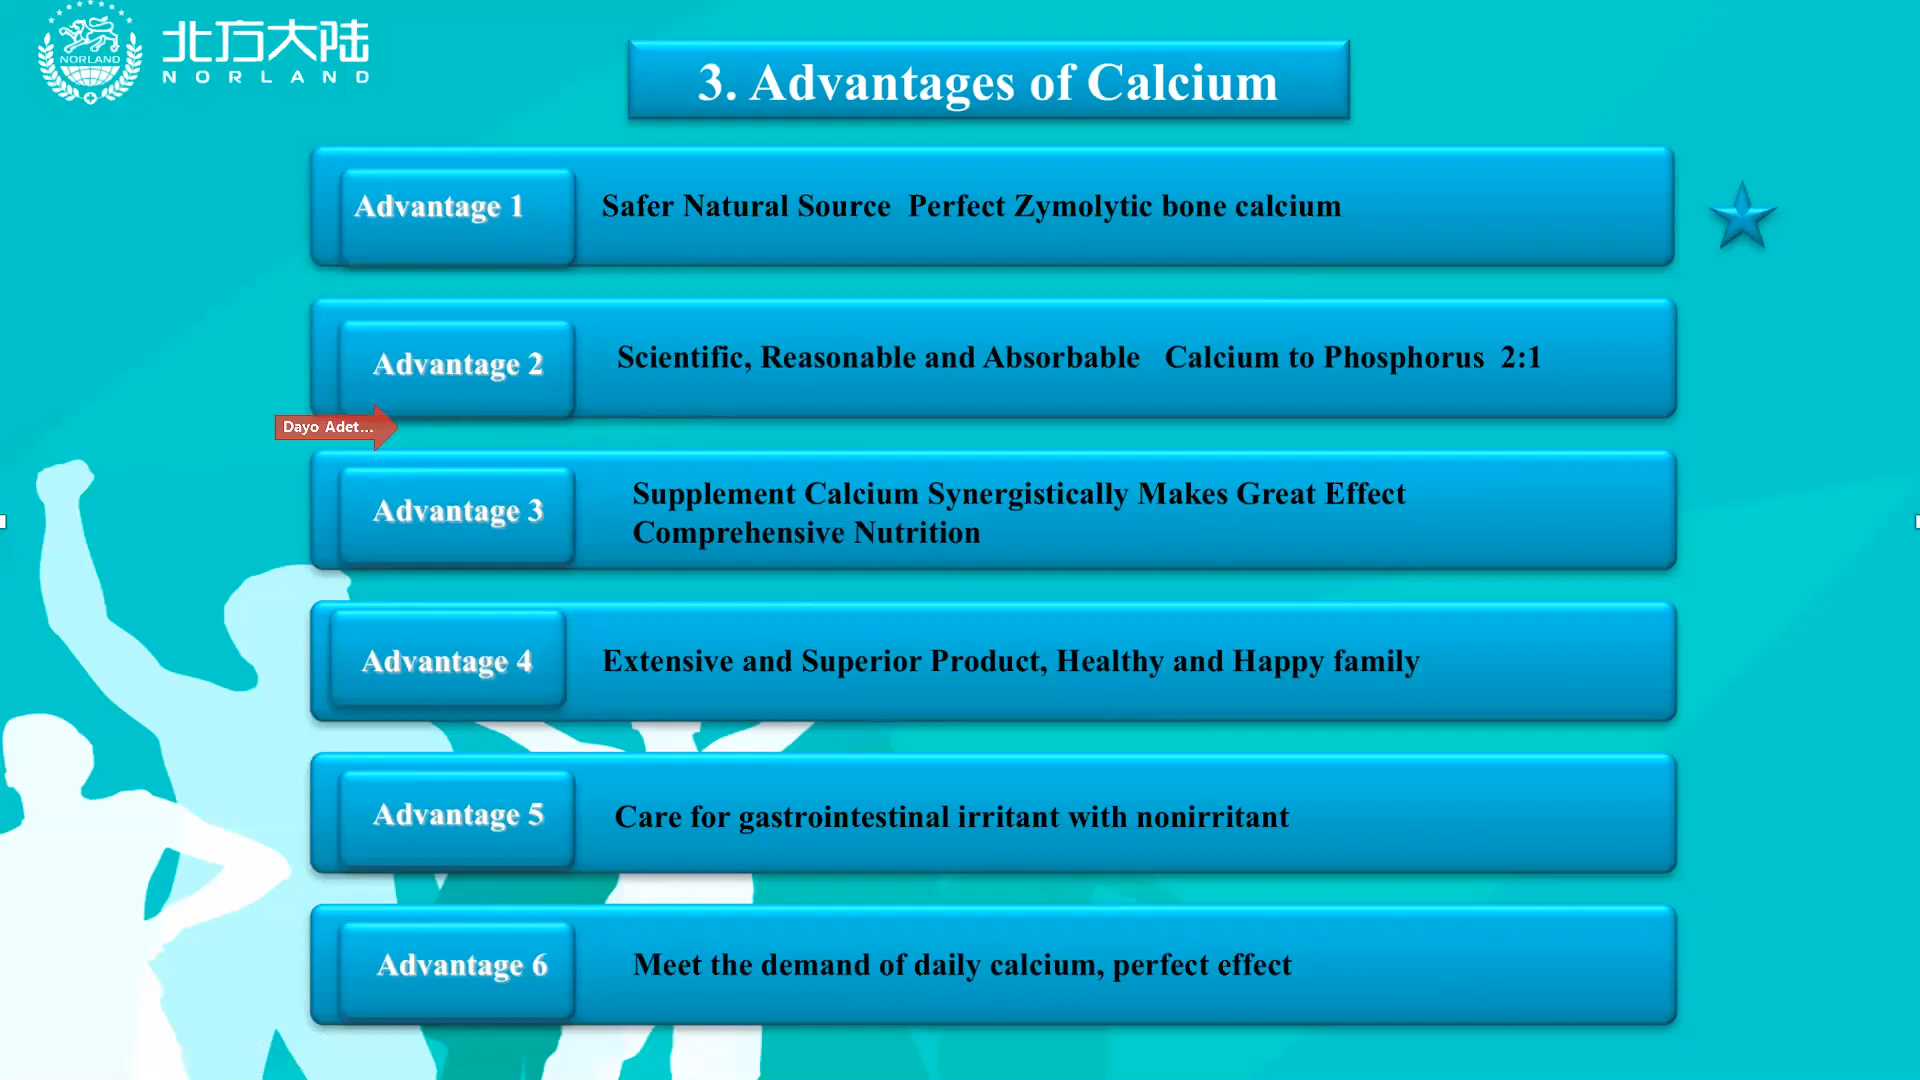 北方大陆
NORLAND
NORLAND
3. Advantages of Calcium
Advantage 1
Safer Natural Source  Perfect Zymolytic bone calcium
Advantage 2
Scientific, Reasonable and Absorbable  Calcium to Phosphorus  2:1
Dayo Adet...
Advantage 3
Supplement Calcium Synergistically Makes Great Effect
Comprehensive Nutrition
Advantage 4
Extensive and Superior Product, Healthy and Happy family
Advantage 5
Care for gastrointestinal irritant with nonirritant
Advantage 6
Meet the demand of daily calcium, perfect effect